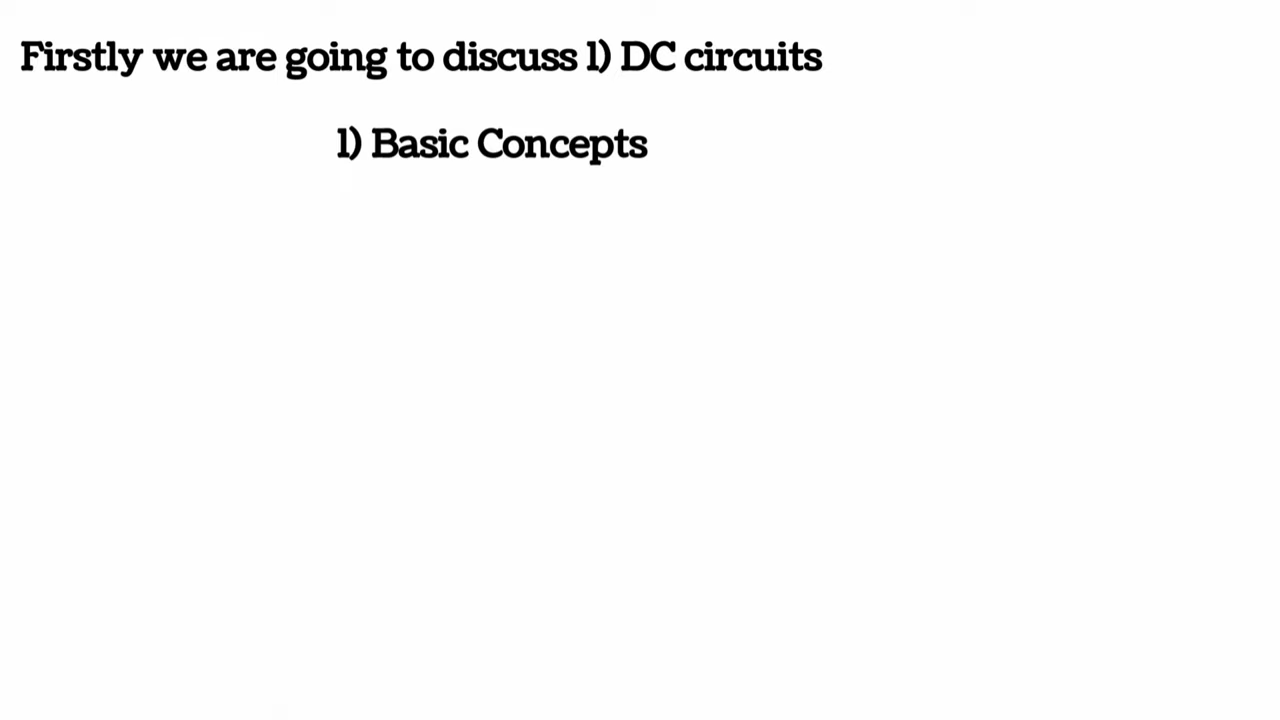 Firstly we are going to discuss 1) DC circuits
1) Basic Concepts